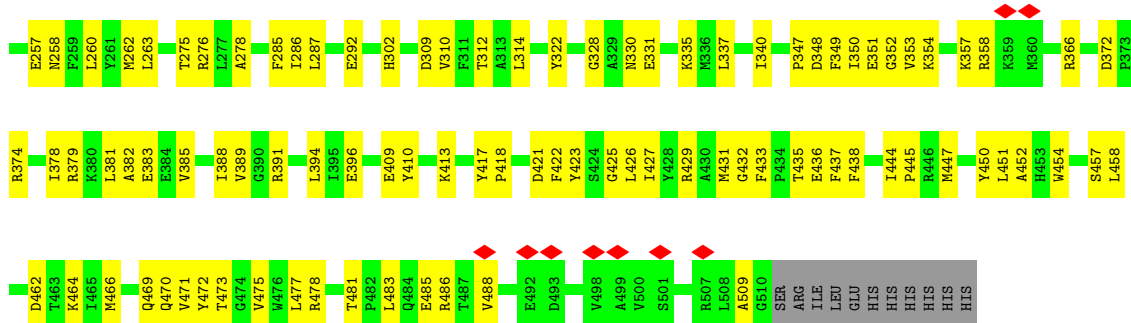 E257 N258 F259 L260 Y261 M262 L263 T275 R276 L277 A278 F285 I286 L287 E292 H302 D309 V310 F311 T312 A313 L314 Y322 G328 A329 N330 E331 K335 M336 L337 I340 P347 D348 F349 I350 E351 G352 V353 K354 K357 R358 K359 M360 R366 D372 P373
R374 I378 R379 K380 L381 A382 E383 E384 V385 I388 V389 G390 R391 L394 I395 E396 E409 Y410 K413 Y417 P418 D421 F422 Y423 S424 G425 L426 I427 Y428 R429 A430 M431 G432 F433 P434 T435 E436 F437 F438 I444 P445 R446 M447 Y450 L451 A452 H453 W454 S457 L458
D462 T463 K464 I465 M466 Q469 Q470 V471 Y472 T473 G474 V475 W476 L477 R478 T481 P482 L483 Q484 E485 R486 T487 V488 E492 D493 V498 A499 V500 S501 R507 L508 A509 G510 SER ARG ILE LEU GLU HIS HIS HIS HIS HIS HIS